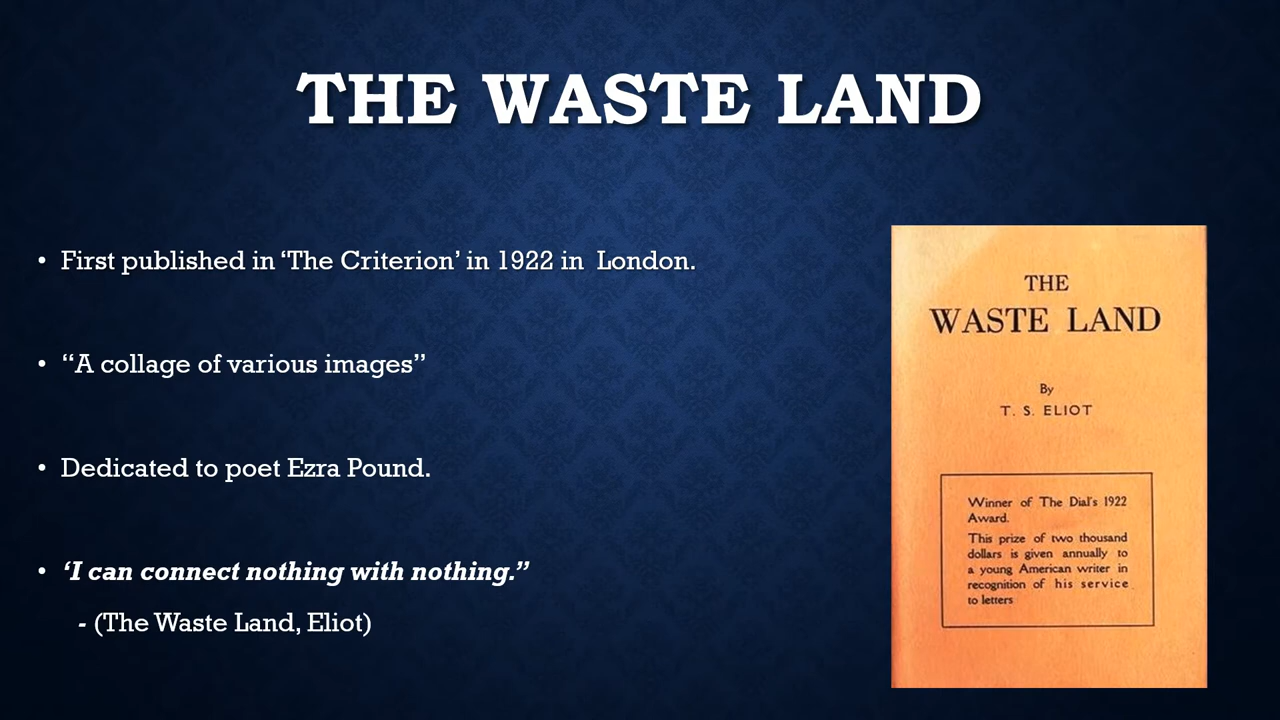 THE WASTE LAND
• First published in ‘The Criterion’ in 1922 in  London.
• “A collage of various images”
• Dedicated to poet Ezra Pound.
• ‘I can connect nothing with nothing.”
- (The Waste Land, Eliot)
THE
WASTE LAND
By
T. S. ELIOT
Winner of The Dial's 1922
Award.
This prize of two thousand
dollars is given annually to
a young American writer in
recognition of his service
to letters